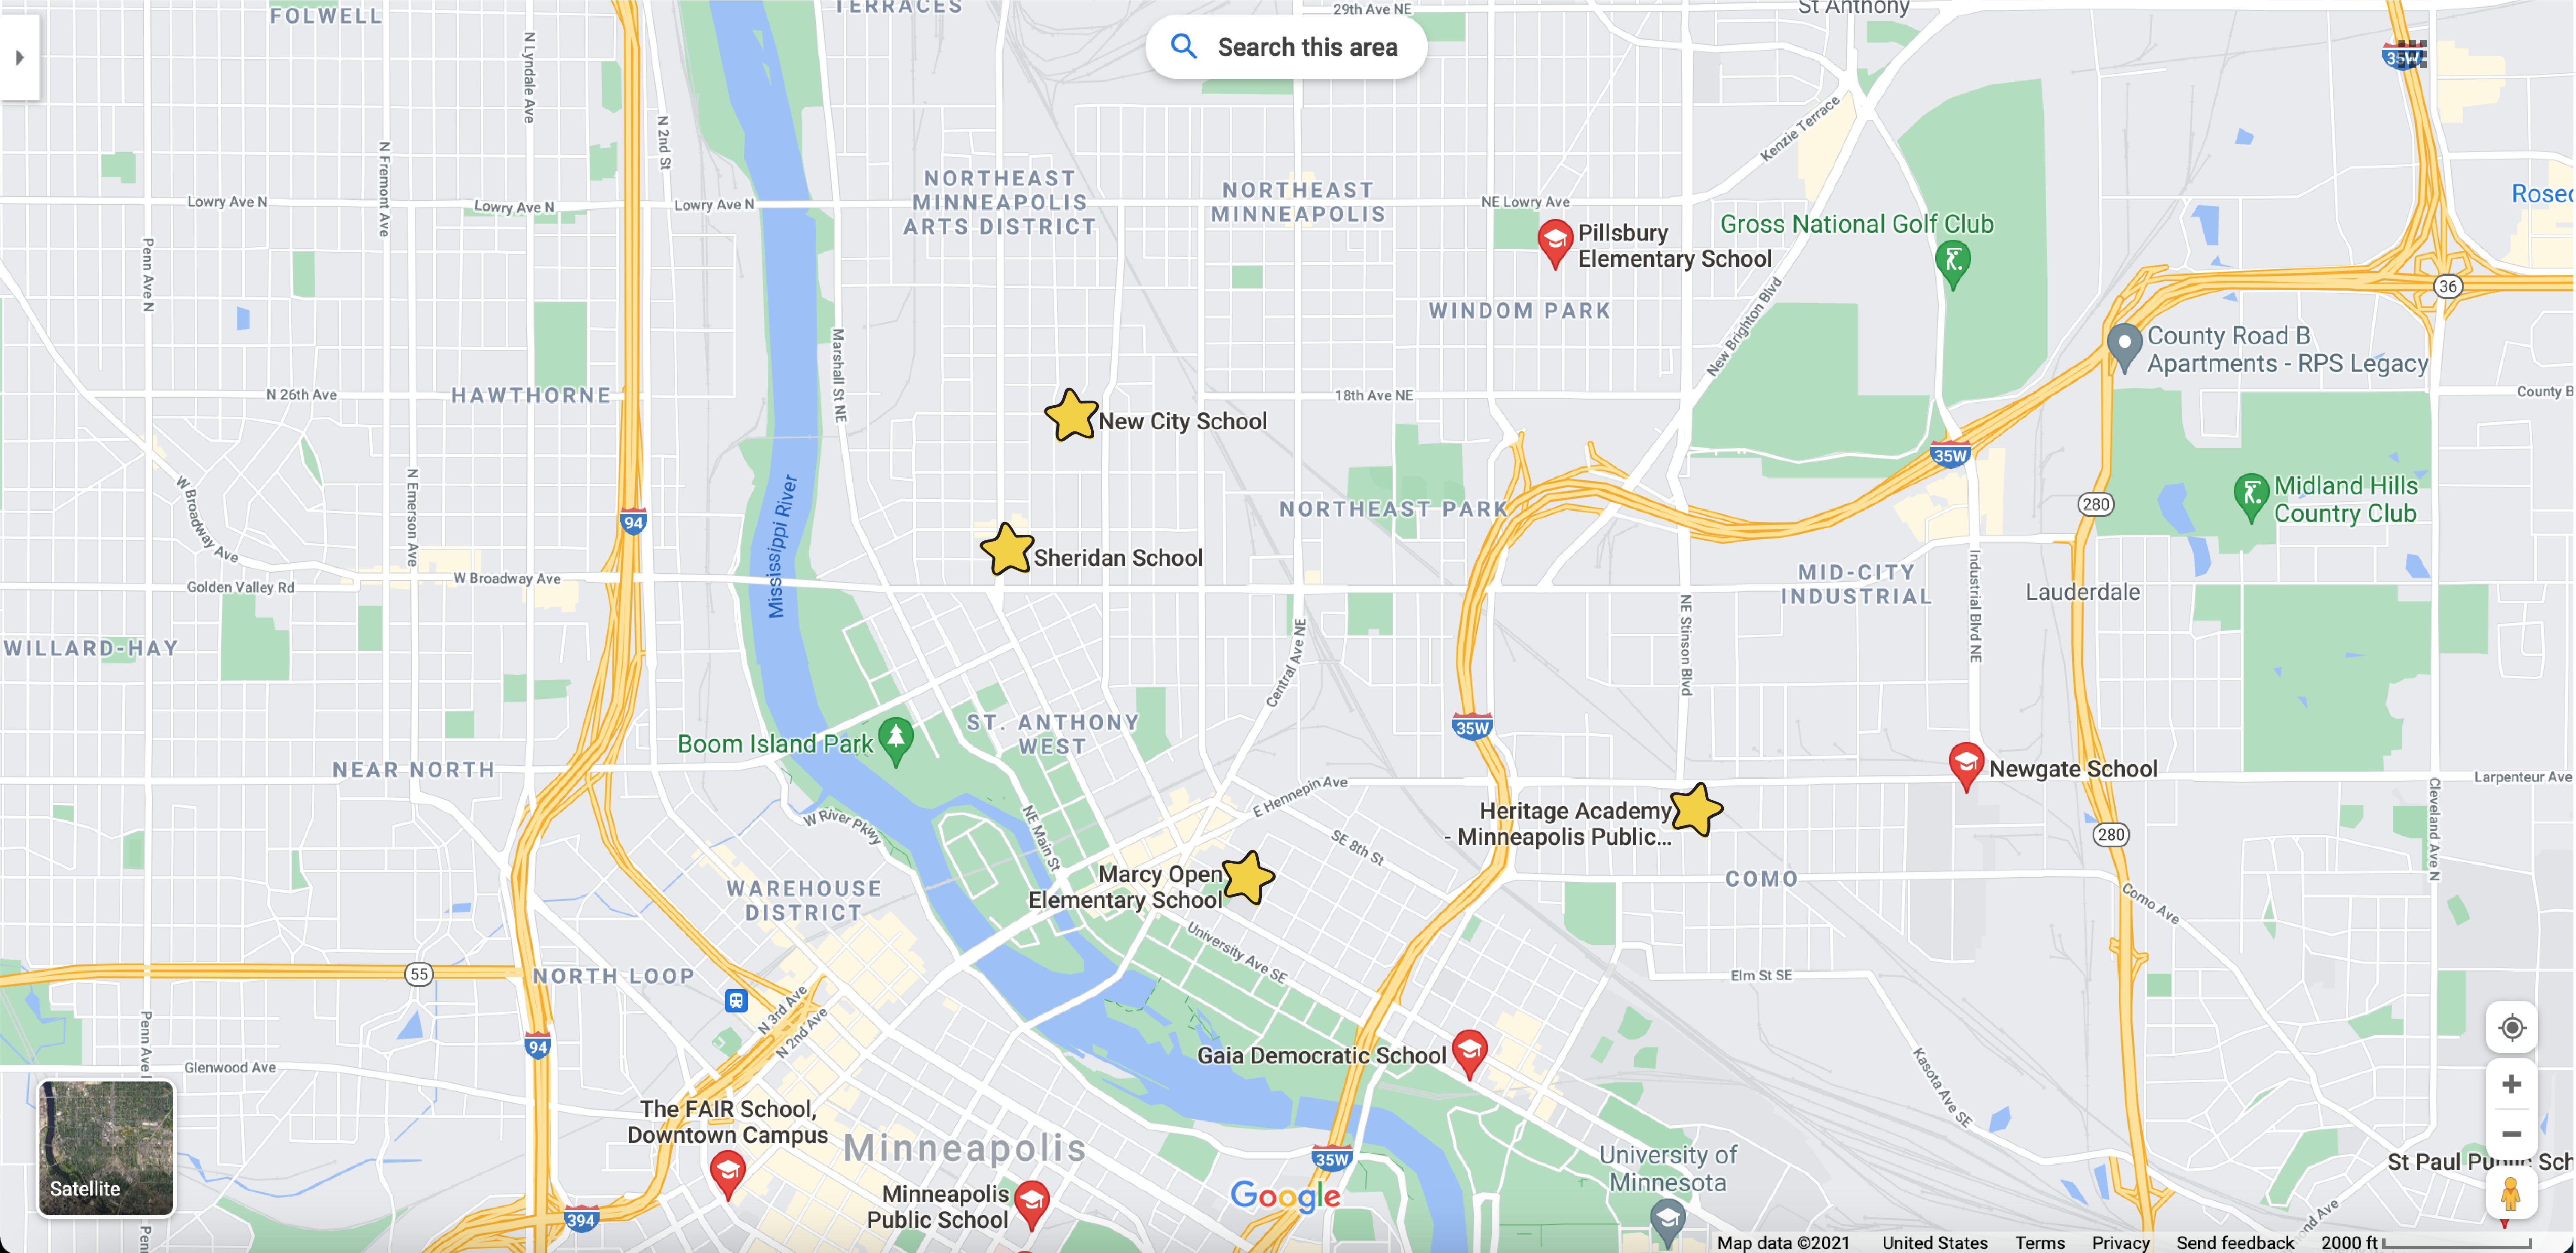 FOLWELL
TERRACES
29th Ave NE
St Anthony
Search this area
35W
N Lyndale Ave
N 2nd St
N Fremont Ave
Kenzie Terrace
Lowry Ave N
Lowry Ave N
Lowry Ave N
NORTHEAST
MINNEAPOLIS
ARTS DISTRICT
NORTHEAST
MINNEAPOLIS
NE Lowry Ave
Pillsbury
Elementary School
Gross National Golf Club
Penn Ave N
WINDOM PARK
New Brighton Blvd
36
County Road B
Apartments - RPS Legacy
Marshall St NE
N 26th Ave
HAWTHORNE
18th Ave NE
County B
New City School
35W
N Emerson Ave
W Broadway Ave
Mississippi River
94
NORTHEAST PARK
280
Midland Hills
Country Club
Sheridan School
Golden Valley Rd
W Broadway Ave
MID-CITY
INDUSTRIAL
Industrial Blvd NE
Lauderdale
NE Stinson Blvd
Central Ave NE
WILLARD-HAY
ST. ANTHONY
WEST
35W
Boom Island Park
NEAR NORTH
E Hennepin Ave
Newgate School
Larpenteur Ave
W River Pkwy
NE Main St
SE 8th St
Heritage Academy
- Minneapolis Public...
280
Cleveland Ave N
Marcy Open
Elementary School
COMO
Como Ave
WAREHOUSE
DISTRICT
University Ave SE
55
NORTH LOOP
Elm St SE
N 3rd Ave
N 2nd Ave
Penn Ave
94
Glenwood Ave
Gaia Democratic School
Kasota Ave SE
The FAIR School,
Downtown Campus
Minneapolis
35W
University of
Minnesota
St Paul Public Sch
Satellite
Minneapolis
Public School
Google
394
Map data ©2021
United States
Terms
Privacy
Send feedback
2000 ft